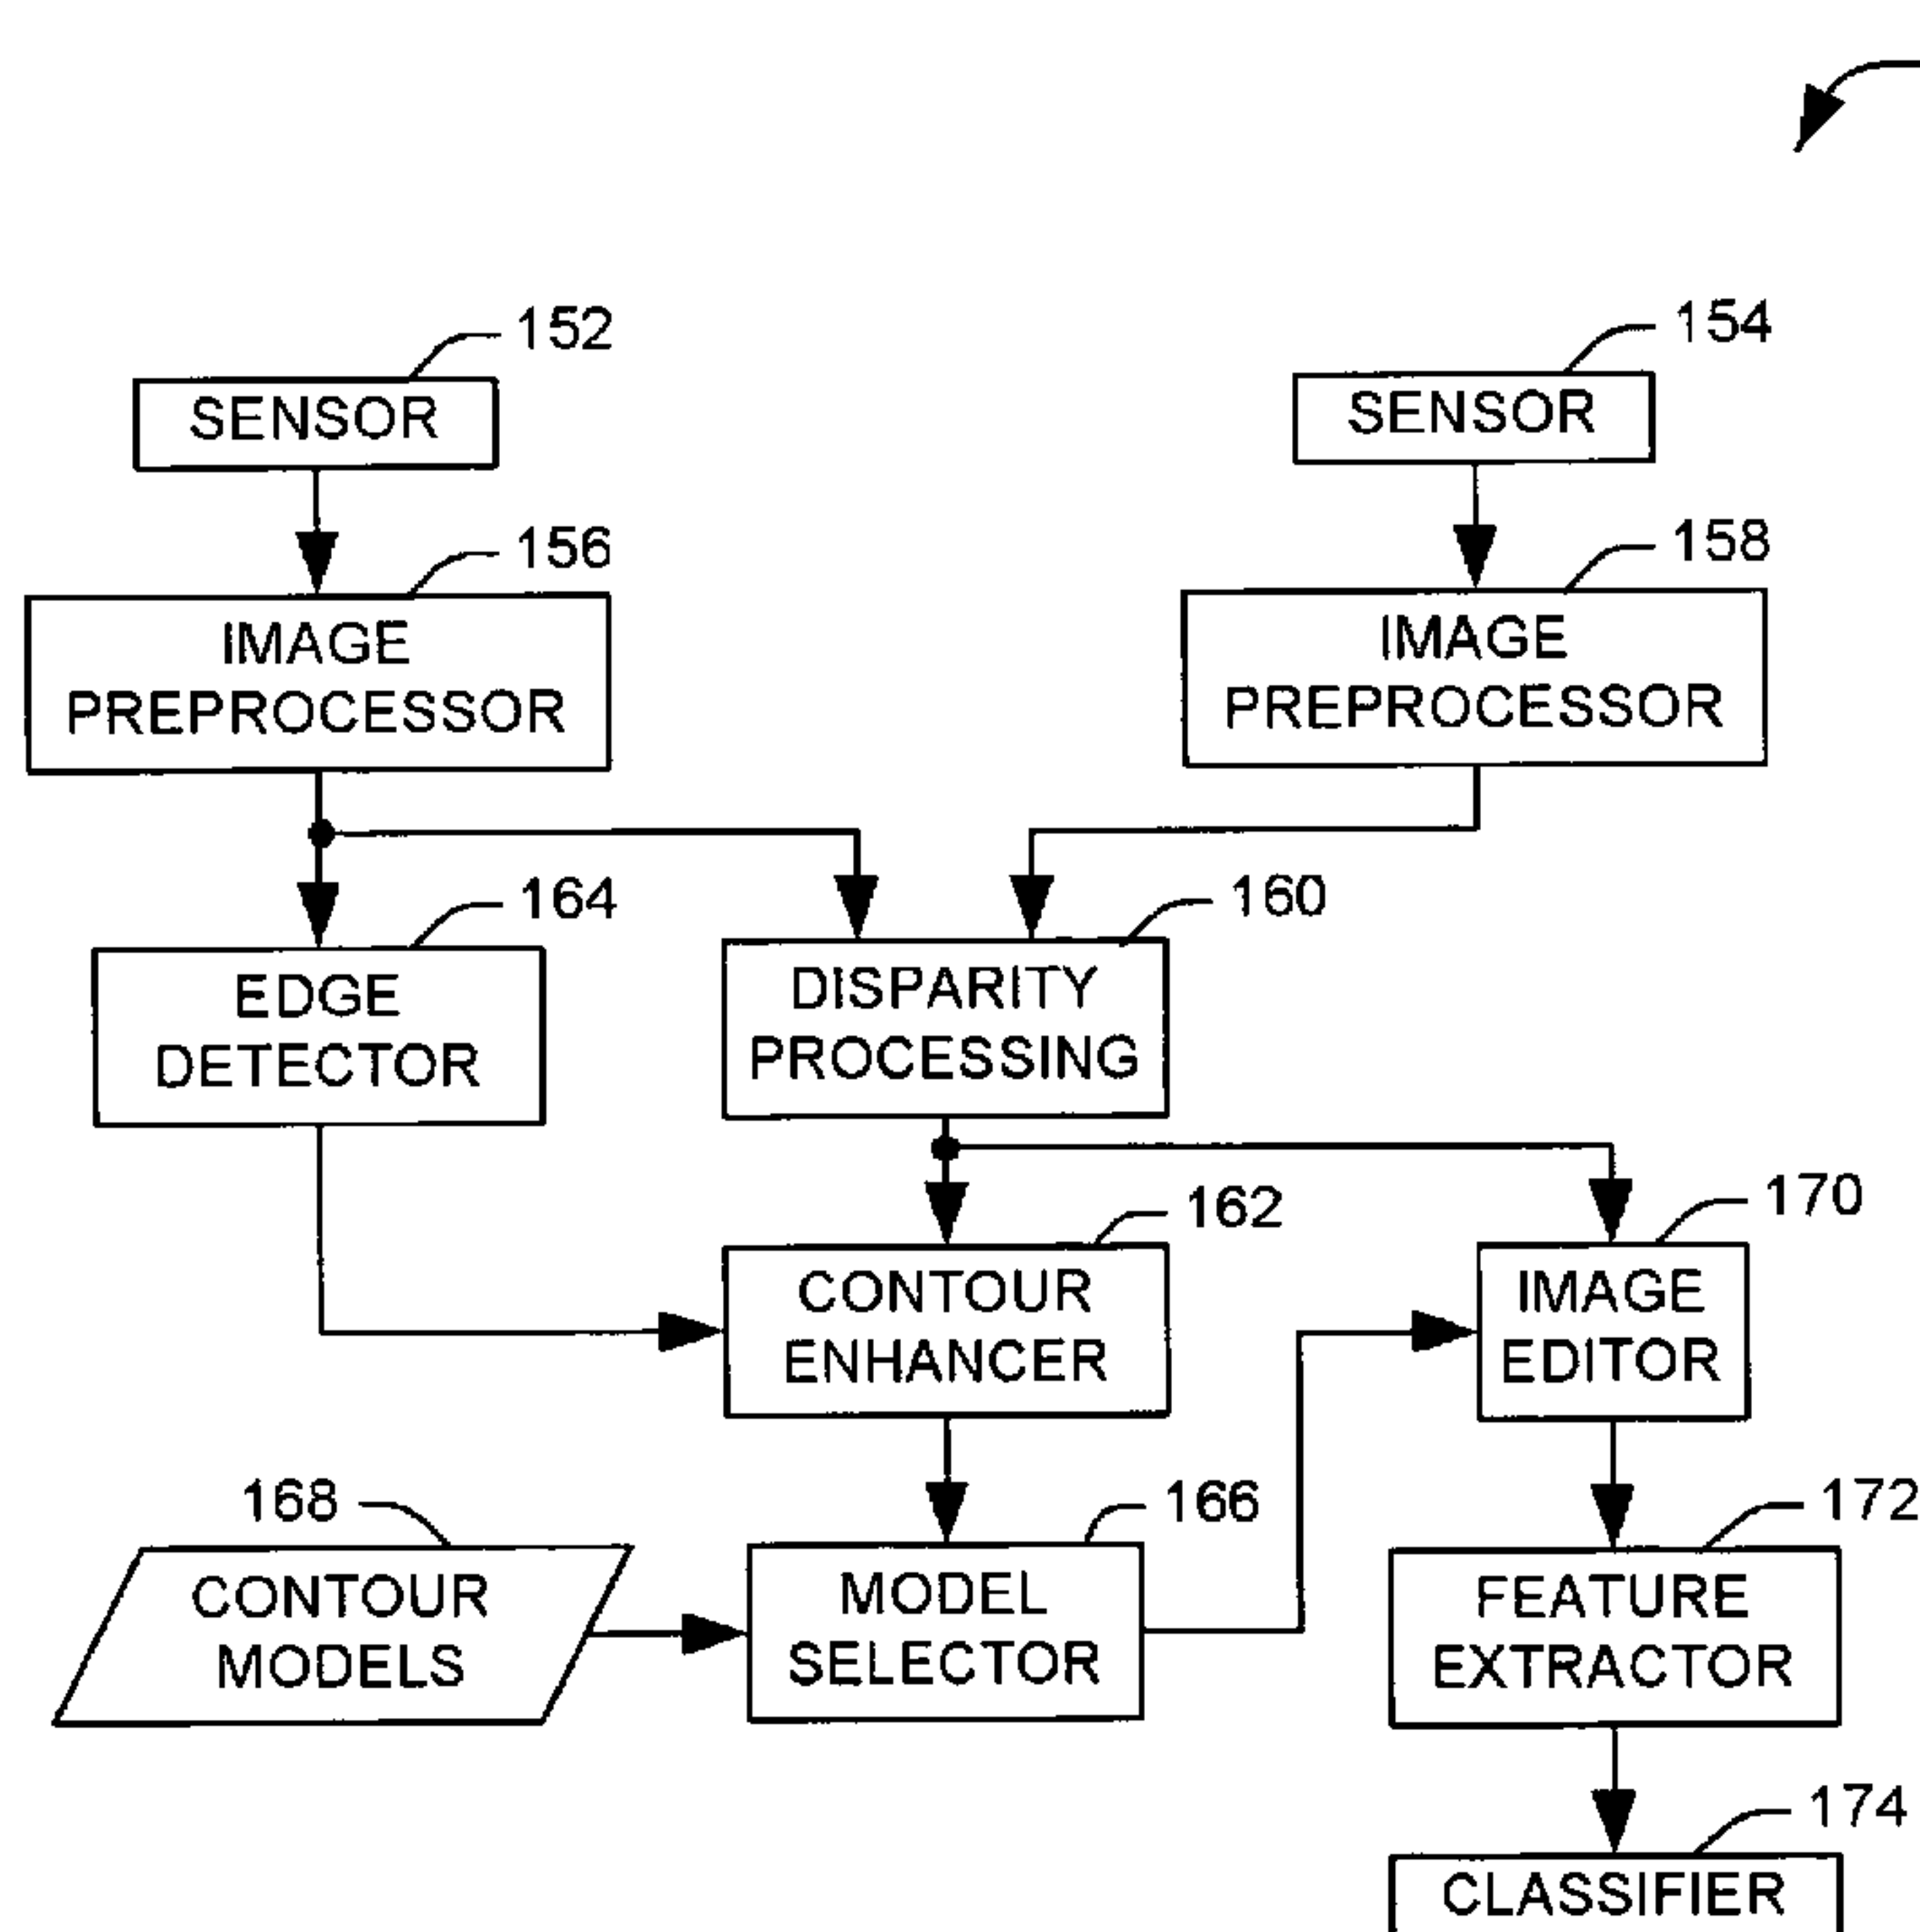 152
154
SENSOR
SENSOR
156
158
IMAGE
PREPROCESSOR
IMAGE
PREPROCESSOR
164
160
EDGE
DETECTOR
DISPARITY
PROCESSING
162
170
CONTOUR
ENHANCER
IMAGE
EDITOR
168
166
172
CONTOUR
MODELS
MODEL
SELECTOR
FEATURE
EXTRACTOR
174
CLASSIFIER